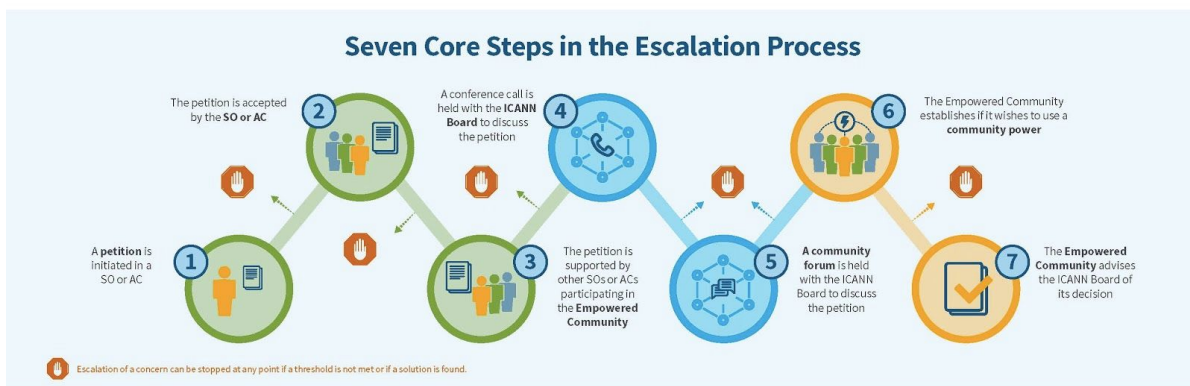 Seven Core Steps in the Escalation Process
1
A petition is
initiated in a
SO or AC
2
The petition is accepted
by the SO or AC
3
The petition is
supported by
other SOs or ACs
participating in
the Empowered
Community
4
A conference call is
held with the ICANN
Board to discuss
the petition
5
A community
forum is held
with the ICANN
Board to discuss
the petition
6
The Empowered Community
establishes if it wishes to use a
community power
7
The Empowered
Community advises
the ICANN Board of
its decision
Escalation of a concern can be stopped at any point if a threshold is not met or if a solution is found.